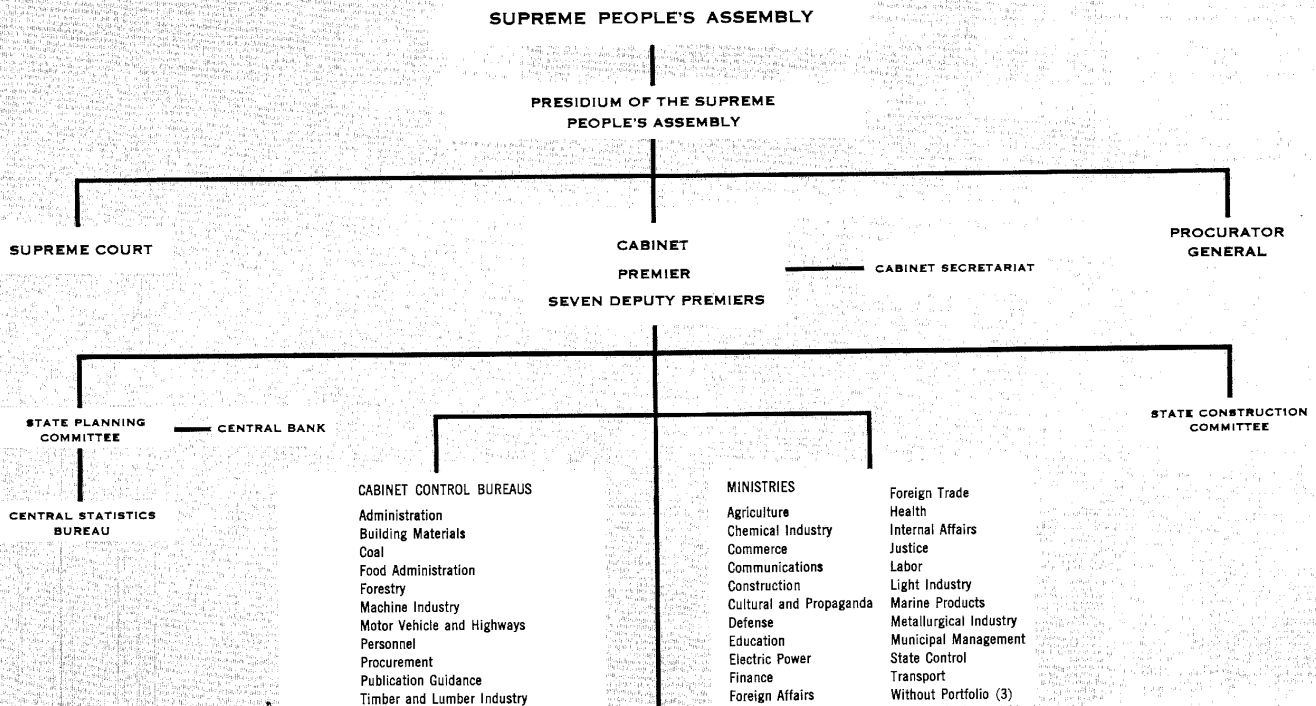 SUPREME PEOPLE'S ASSEMBLY
PRESIDIUM OF THE SUPREME
PEOPLE'S ASSEMBLY
SUPREME COURT
CABINET
PREMIER
SEVEN DEPUTY PREMIERS
CABINET SECRETARIAT
PROCURATOR
GENERAL
STATE PLANNING
COMMITTEE
CENTRAL BANK
STATE CONSTRUCTION
COMMITTEE
CENTRAL STATISTICS
BUREAU
CABINET CONTROL BUREAUS
Administration
Building Materials
Coal
Food Administration
Forestry
Machine Industry
Motor Vehicle and Highways
Personnel
Procurement
Publication Guidance
Timber and Lumber Industry
MINISTRIES
Agriculture
Chemical Industry
Commerce
Communications
Construction
Cultural and Propaganda
Defense
Education
Electric Power
Finance
Foreign Affairs
Foreign Trade
Health
Internal Affairs
Justice
Labor
Light Industry
Marine Products
Metallurgical Industry
Municipal Management
State Control
Transport
Without Portfolio (3)